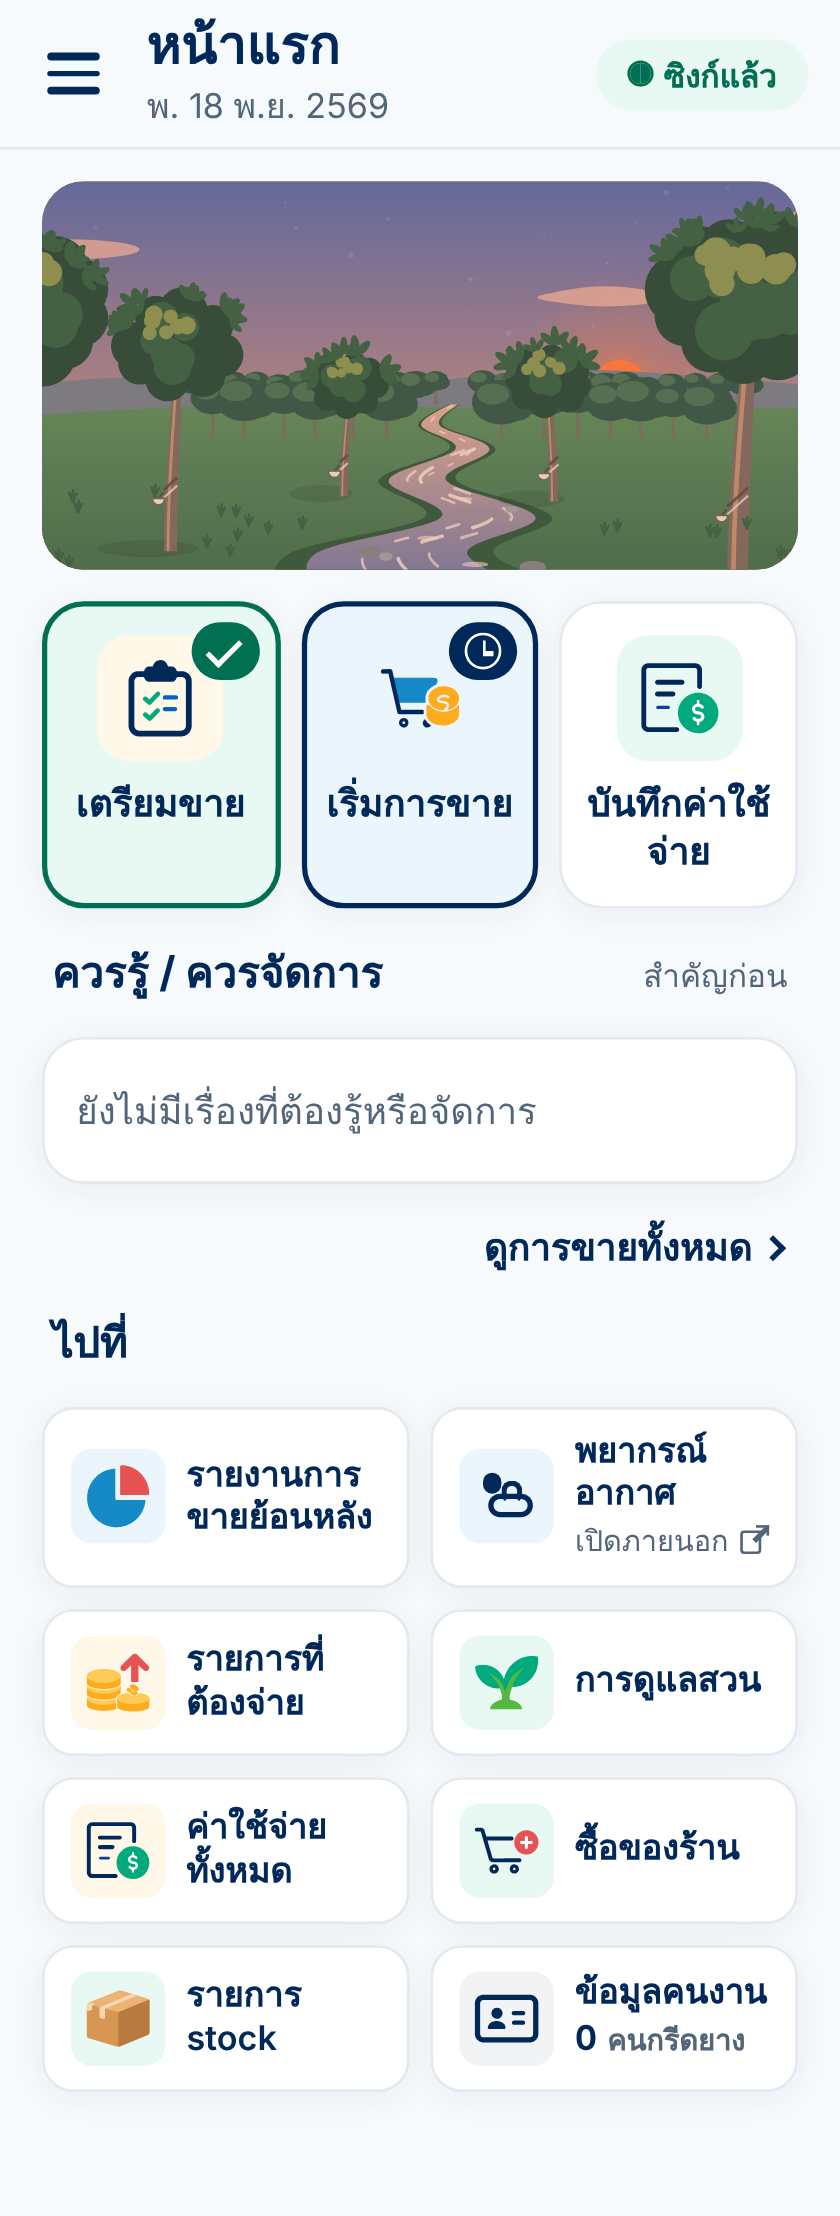 หน้าแรก
พ. 18 พ.ย. 2569
ซิงก์แล้ว
เตรียมขาย
เริ่มการขาย
บันทึกค่าใช้
จ่าย
ควรรู้ / ควรจัดการ
สำคัญก่อน
ยังไม่มีเรื่องที่ต้องรู้หรือจัดการ
ดูการขายทั้งหมด
ไปที่
รายงานการ
ขายย้อนหลัง
พยากรณ์
อากาศ
เปิดภายนอก
รายการที่
ต้องจ่าย
การดูแลสวน
ค่าใช้จ่าย
ทั้งหมด
ซื้อของร้าน
รายการ
stock
ข้อมูลคนงาน
0 คนกรีดยาง